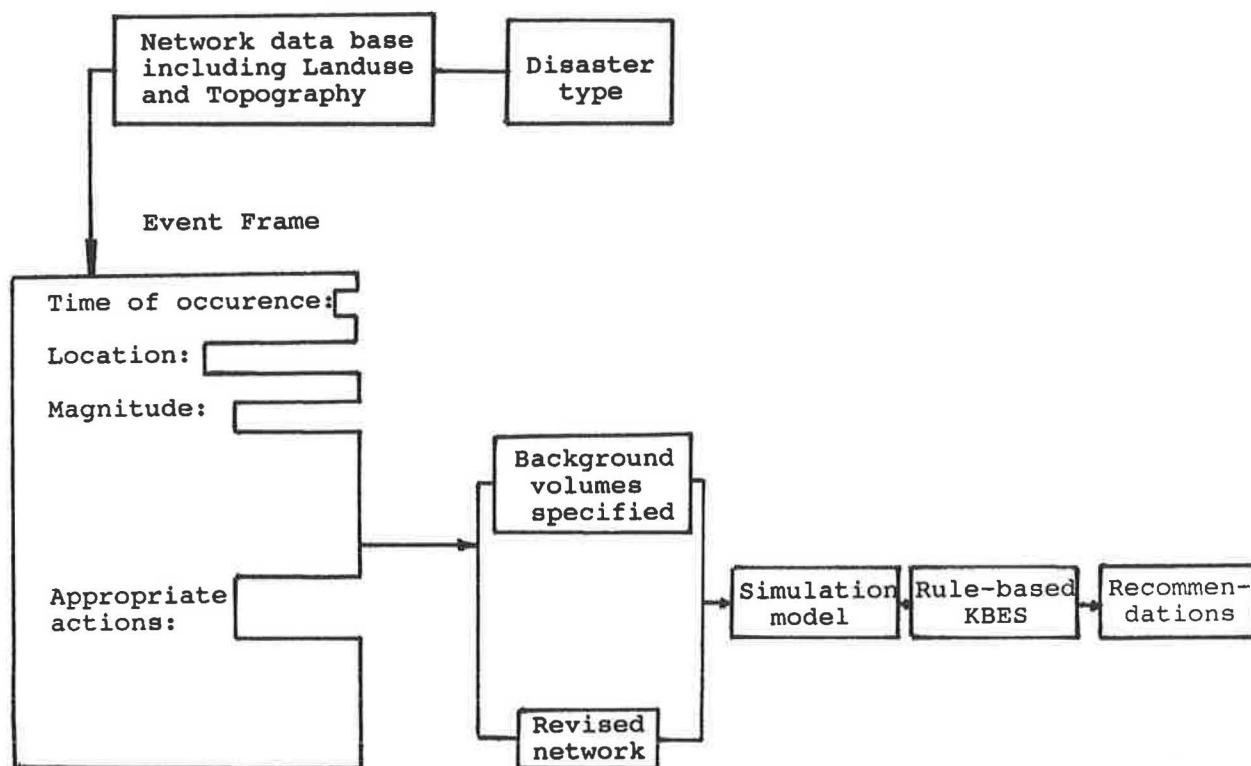 Network data base
including Landuse
and Topography
Disaster
type
Event Frame
Time of occurence:
Location:
Magnitude:
Appropriate
actions:
Background
volumes
specified
Revised
network
Simulation
model
Rule-based
KBES
Recommen-
dations